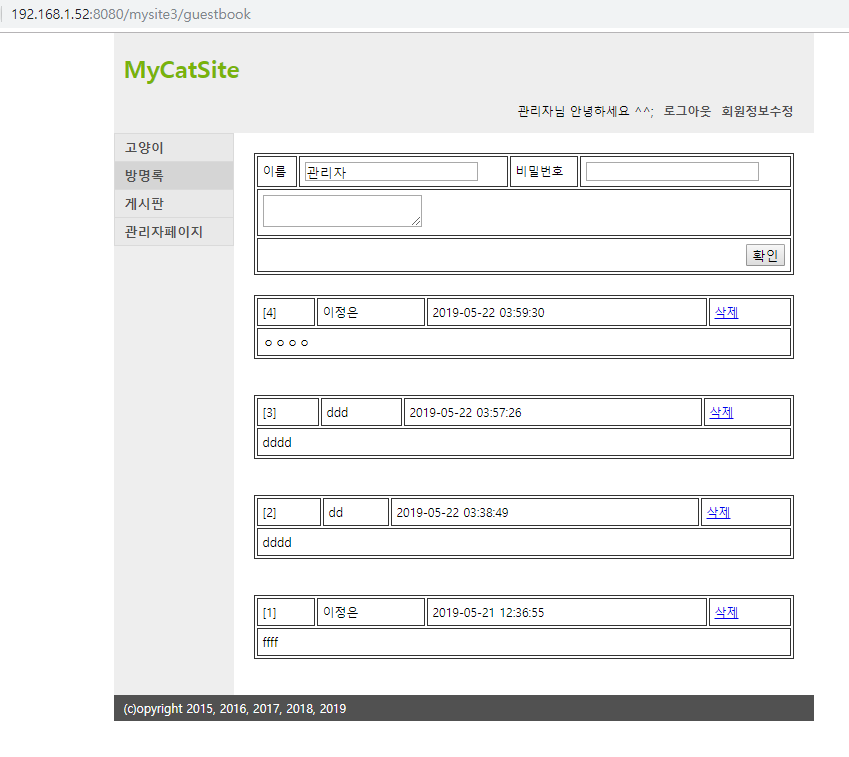 192.168.1.52:8080/mysite3/guestbook
MyCatSite
관리자님 안녕하세요 ^^; 로그아웃 회원정보수정
고양이
방명록
게시판
관리자페이지
이름 관리자 비밀번호
확인
[4] 이정은 2019-05-22 03:59:30 삭제
ㅇㅇㅇㅇ
[3] ddd 2019-05-22 03:57:26 삭제
dddd
[2] dd 2019-05-22 03:38:49 삭제
dddd
[1] 이정은 2019-05-21 12:36:55 삭제
ffff
(c)opyright 2015, 2016, 2017, 2018, 2019